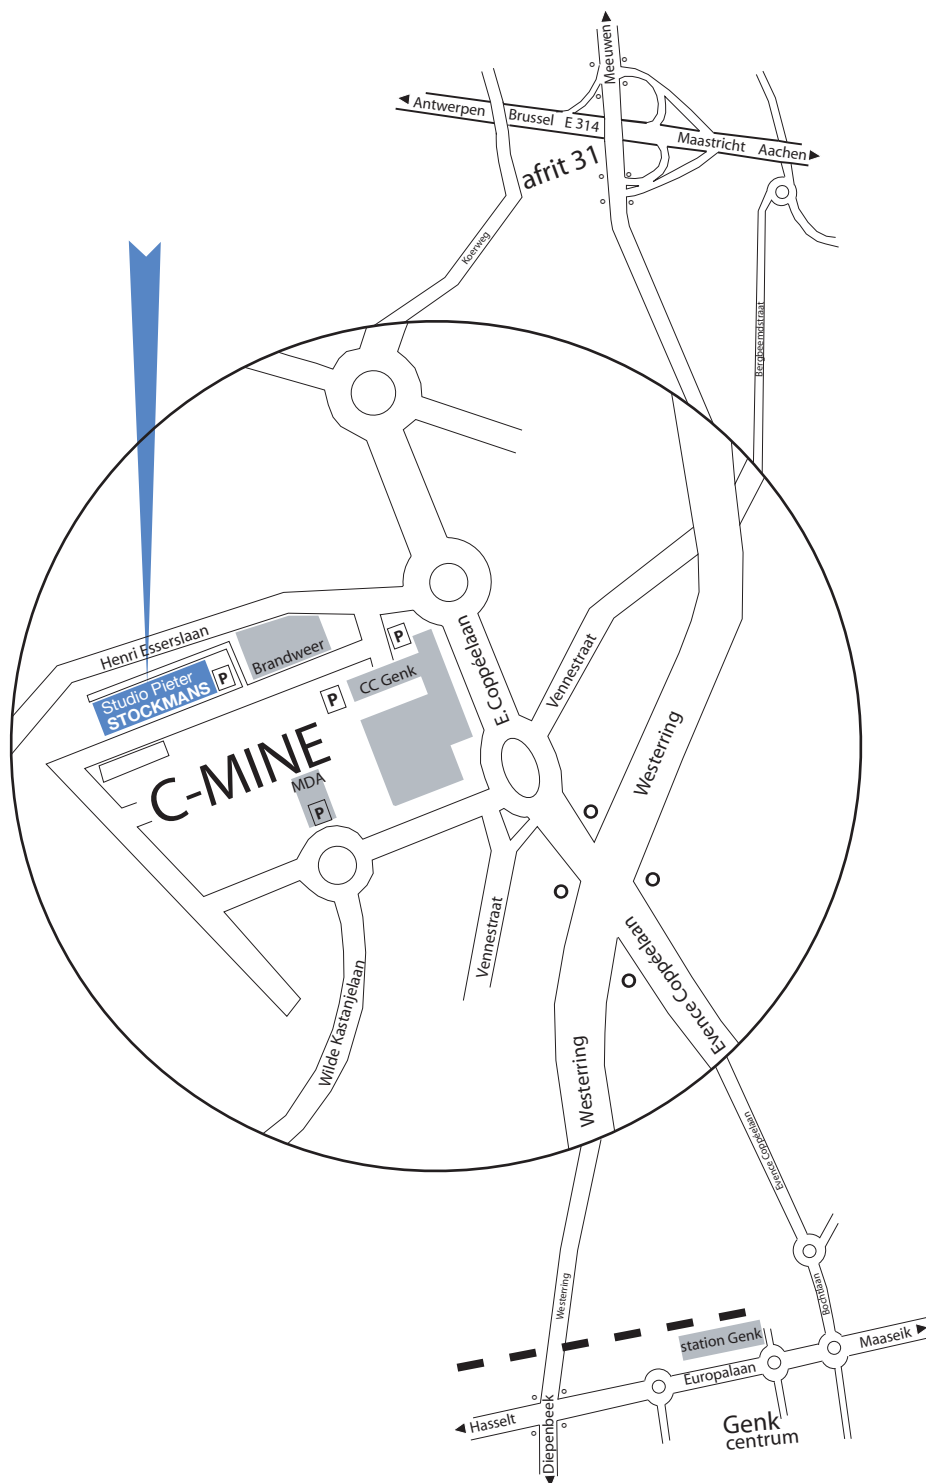 Meeuwen
Antwerpen
Brussel E 314
Maastricht
Aachen
afrit 31
Koerweg
Bergbeemdstraat
Henri Esserslaan
Brandweer
P
E.Coppéelaan
Vennestraat
Studio Pieter
STOCKMANS
P
CC Genk
P
C-MINE
Westerring
MDA
P
Vennestraat
Evence Coppéelaan
Wilde Kastanjelaan
Westerring
Evence Coppéelaan
Westerring
Bochtlaan
station Genk
Maaseik
Europalaan
Hasselt
Diepenbeek
Genk
centrum